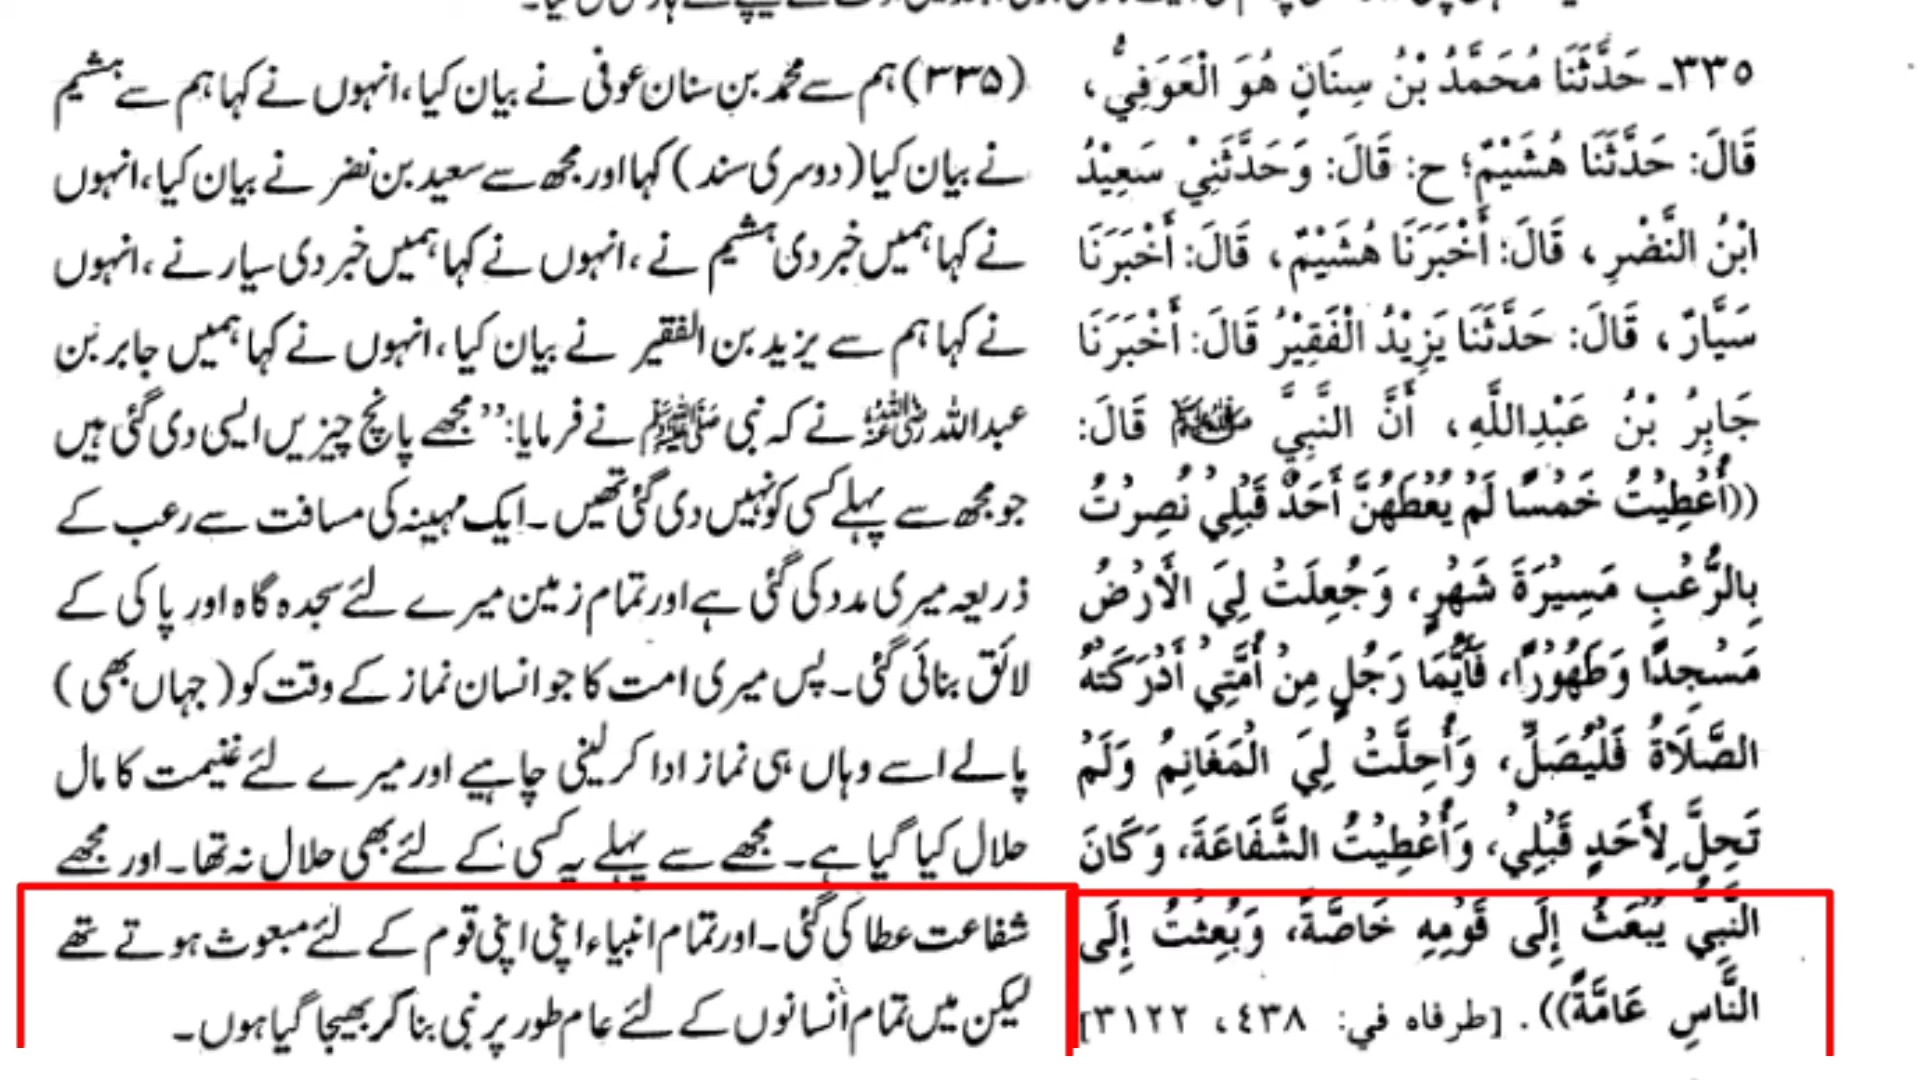 ٣٣٥۔ حَدَّثَنَا مُحَمَّدُ بْنُ سِنَانٍ هُوَ الْعَوَفِيُّ،
قَالَ: حَدَّثَنَا هُشَيْمٌ؛ ح: قَالَ: وَحَدَّثَنِيْ سَعِيْدُ
ابْنُ النَّضْرِ، قَالَ: أَخْبَرَنَا هُشَيْمٌ، قَالَ: أَخْبَرَنَا
سَيَّارٌ، قَالَ: حَدَّثَنَا يَزِيْدُ الْفَقِيْرُ قَالَ: أَخْبَرَنَا
جَابِرُ بْنُ عَبْدِاللَّهِ، أَنَّ النَّبِيَّ ﷺ قَالَ:
((أُعْطِيْتُ خَمْسًا لَمْ يُعْطَهُنَّ أَحَدٌ قَبْلِيْ نُصِرْتُ
بِالرُّعْبِ مَسِيْرَةَ شَهْرٍ، وَجُعِلَتْ لِيَ الْأَرْضُ
مَسْجِدًا وَطَهُوْرًا، فَأَيُّمَا رَجُلٍ مِنْ أُمَّتِيْ أَدْرَكَتْهُ
الصَّلَاةُ فَلْيُصَلِّ، وَأُحِلَّتْ لِيَ الْمَغَانِمُ وَلَمْ
تَحِلَّ لِأَحَدٍ قَبْلِيْ، وَأُعْطِيْتُ الشَّفَاعَةَ، وَكَانَ
النَّبِيُّ يُبْعَثُ إِلَى قَوْمِهِ خَاصَّةً، وَبُعِثْتُ إِلَى
النَّاسِ عَامَّةً)). [طرفاه في: ٤٣٨، ٣١٢٢]
(۳۳۵) ہم سے محمد بن سنان عوفی نے بیان کیا، انہوں نے کہا ہم سے ہشیم
نے بیان کیا (دوسری سند) کہا اور مجھ سے سعید بن نضر نے بیان کیا، انہوں
نے کہا ہمیں خبر دی ہشیم نے، انہوں نے کہا ہمیں خبر دی سیار نے، انہوں
نے کہا ہم سے یزید بن الفقیر نے بیان کیا، انہوں نے کہا ہمیں جابر بن
عبداللہ رضی اللہ عنہ نے کہ نبی ﷺ نے فرمایا: ’’مجھے پانچ چیزیں ایسی دی گئی ہیں
جو مجھ سے پہلے کسی کو نہیں دی گئی تھیں۔ ایک مہینہ کی مسافت سے رعب کے
ذریعہ میری مدد کی گئی ہے اور تمام زمین میرے لئے سجدہ گاہ اور پاکی کے
لائق بنائی گئی۔ پس میری امت کا جو انسان نماز کے وقت کو (جہاں بھی)
پالے اسے وہاں ہی نماز ادا کر لینی چاہیے اور میرے لئے غنیمت کا مال
حلال کیا گیا ہے۔ مجھے سے پہلے یہ کسی کے لئے بھی حلال نہ تھا۔ اور مجھے
شفاعت عطا کی گئی۔ اور تمام انبیاء اپنی اپنی قوم کے لئے مبعوث ہوتے تھے
لیکن میں تمام انسانوں کے لئے عام طور پر نبی بنا کر بھیجا گیا ہوں۔